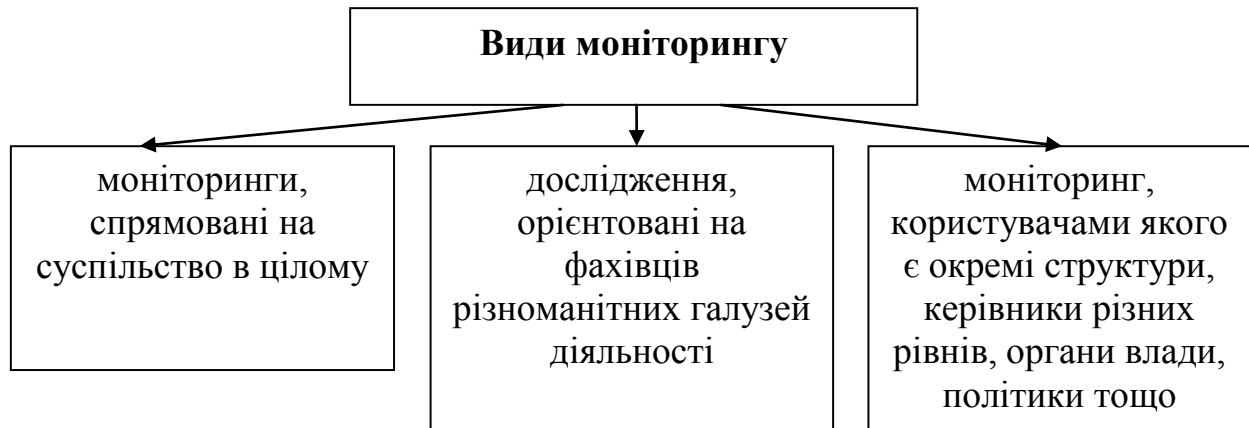 Види моніторингу
моніторинги,
спрямовані на
суспільство в цілому
дослідження,
орієнтовані на
фахівців
різноманітних галузей
діяльності
моніторинг,
користувачами якого
є окремі структури,
керівники різних
рівнів, органи влади,
політики тощо